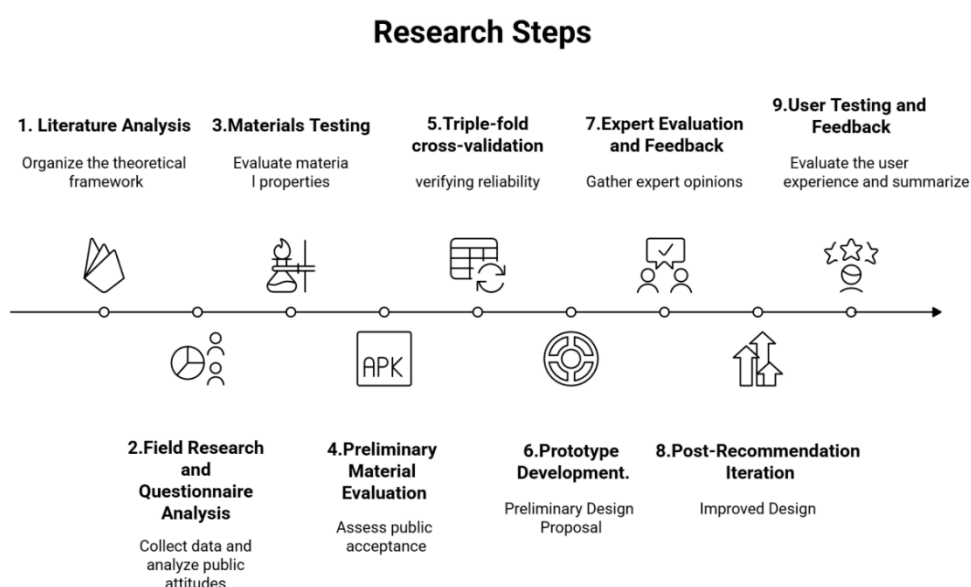 Research Steps
1. Literature Analysis
Organize the theoretical
framework
2.Field Research
and
Questionnaire
Analysis
Collect data and
analyze public
attitudes
3.Materials Testing
Evaluate materia
l properties
4.Preliminary
Material
Evaluation
Assess public
acceptance
APK
5.Triple-fold
cross-validation
verifying reliability
6.Prototype
Development.
Preliminary Design
Proposal
7.Expert Evaluation
and Feedback
Gather expert opinions
8.Post-Recommendation
Iteration
Improved Design
9.User Testing and
Feedback
Evaluate the user
experience and summarize